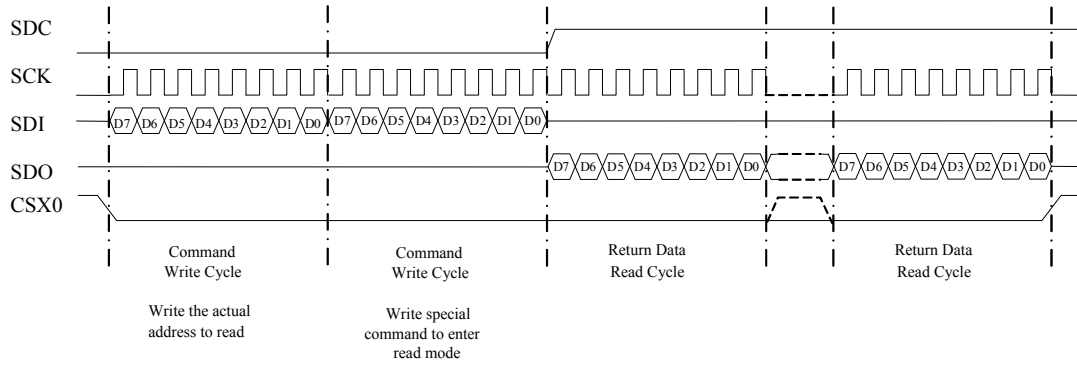 SDC
SCK
SDI
D7 D6 D5 D4 D3 D2 D1 D0 D7 D6 D5 D4 D3 D2 D1 D0
SDO
D7 D6 D5 D4 D3 D2 D1 D0 D7 D6 D5 D4 D3 D2 D1 D0
CSX0
Command
Write Cycle
Write the actual
address to read
Command
Write Cycle
Write special
command to enter
read mode
Return Data
Read Cycle
Return Data
Read Cycle